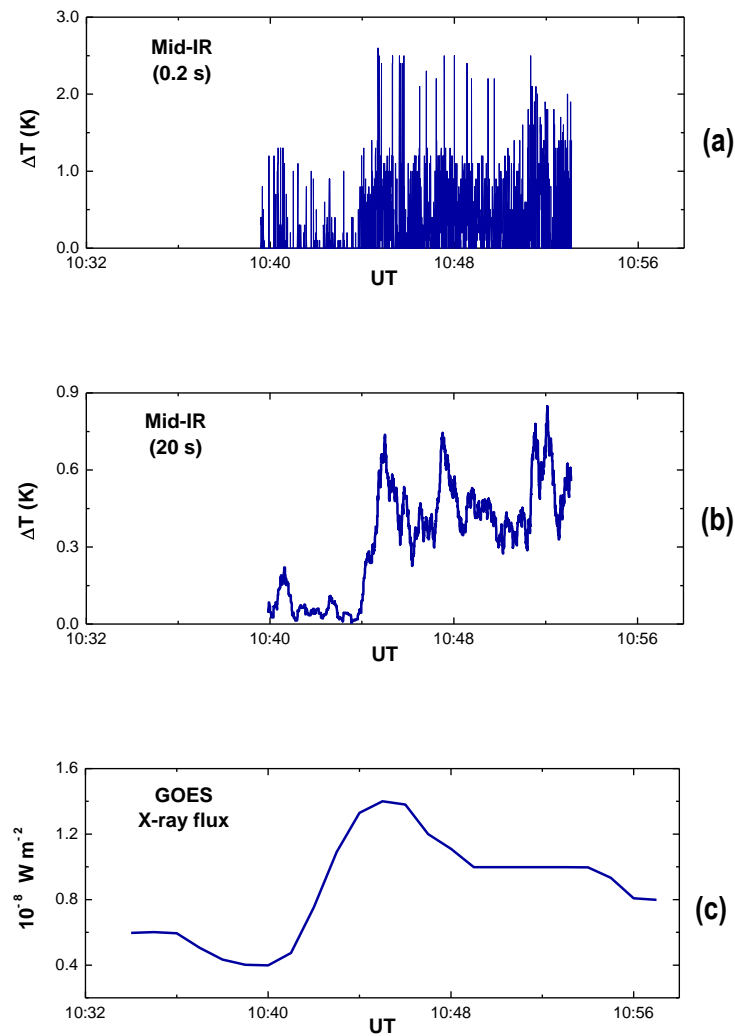 3.0
Mid-IR
(0.2 s)
2.0
ΔT (K)
(a)
1.0
0.0
10:32 10:40 10:48 10:56
UT
0.9
Mid-IR
(20 s)
0.6
ΔT (K)
(b)
0.3
0.0
10:32 10:40 10:48 10:56
UT
1.6
GOES
X-ray flux
1.2
10⁻⁸ W m⁻²
0.8
(c)
0.4
10:32 10:40 10:48 10:56
UT